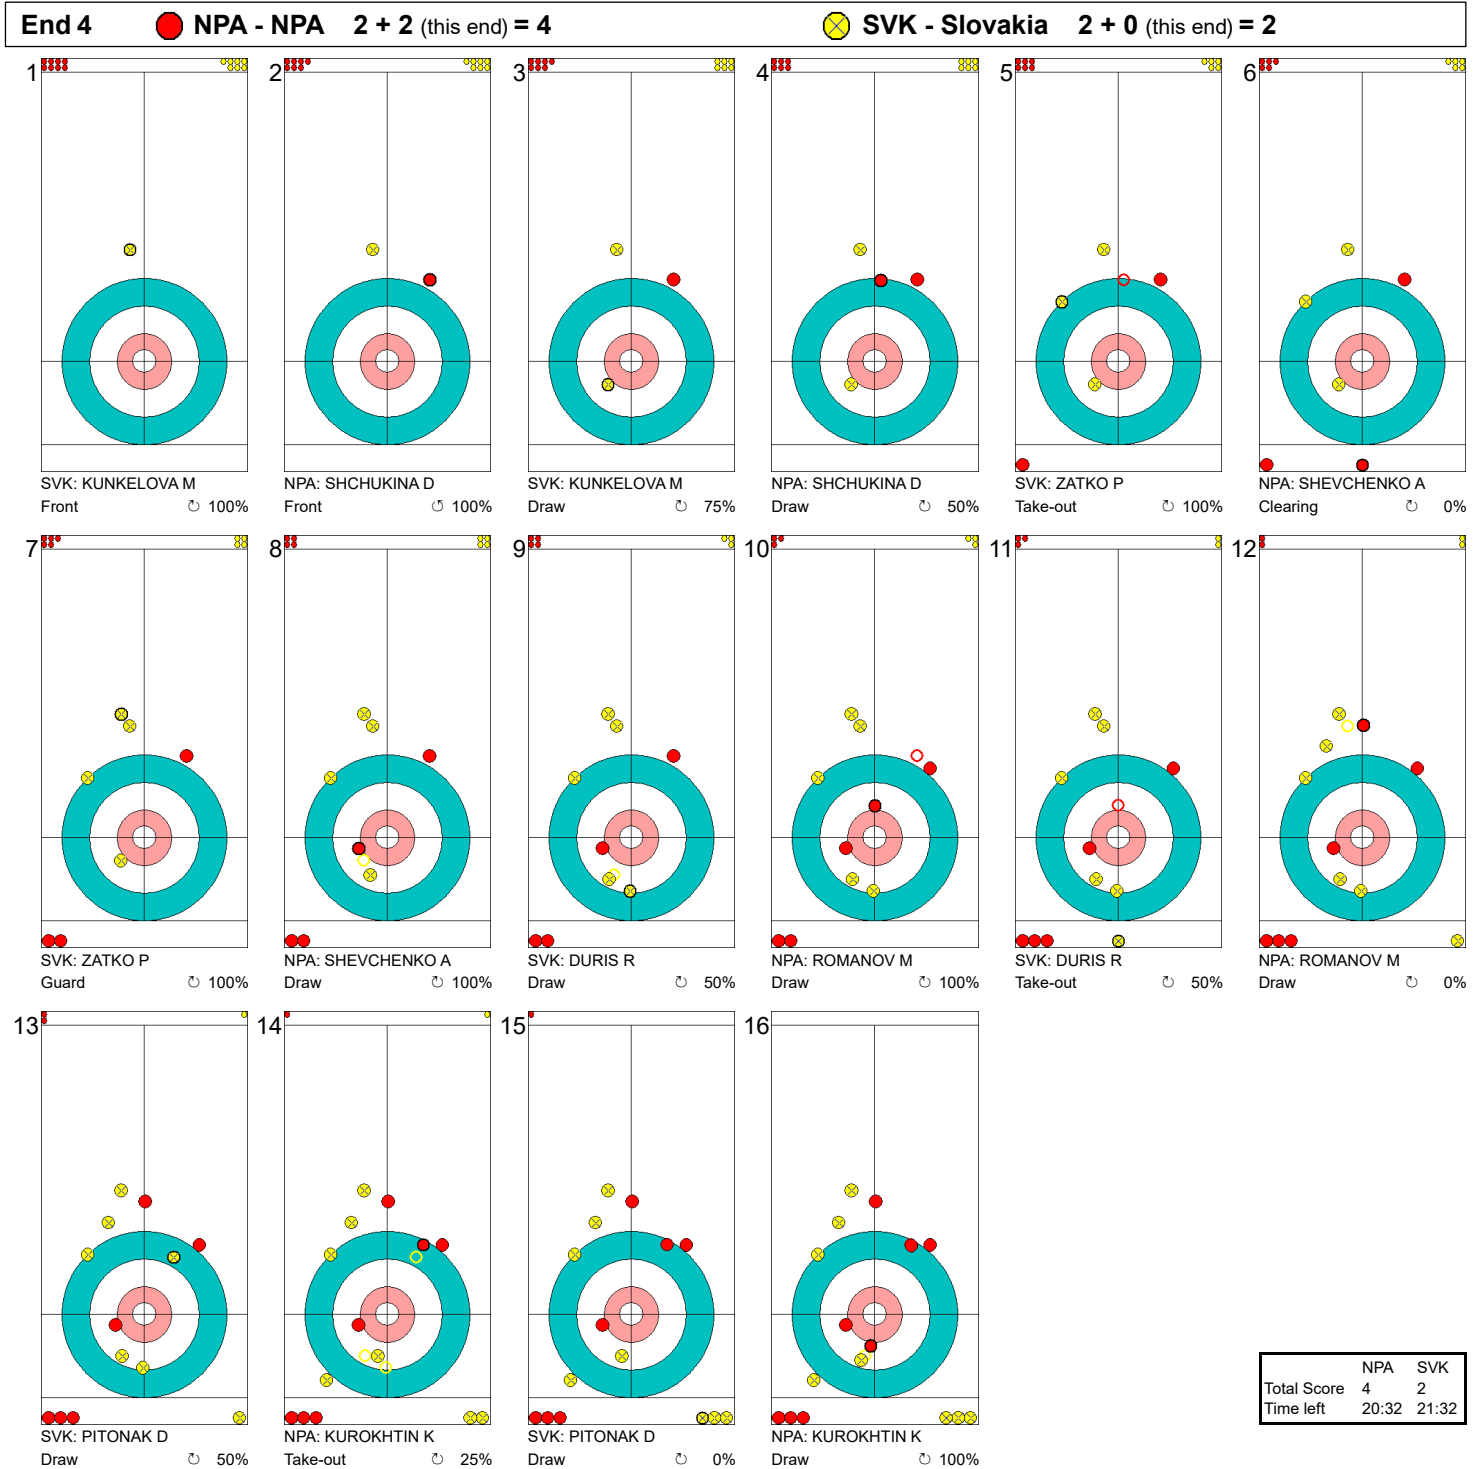 End 4 NPA - NPA 2 + 2 (this end) = 4 SVK - Slovakia 2 + 0 (this end) = 2
1 2 3 4 5 6
SVK: KUNKELOVA M NPA: SHCHUKINA D SVK: KUNKELOVA M NPA: SHCHUKINA D SVK: ZATKO P NPA: SHEVCHENKO A
Front ↻ 100% Front ↺ 100% Draw ↻ 75% Draw ↺ 50% Take-out ↻ 100% Clearing ↻ 0%
7 8 9 10 11 12
SVK: ZATKO P NPA: SHEVCHENKO A SVK: DURIS R NPA: ROMANOV M SVK: DURIS R NPA: ROMANOV M
Guard ↻ 100% Draw ↻ 100% Draw ↻ 50% Draw ↻ 100% Take-out ↻ 50% Draw ↻ 0%
13 14 15 16
SVK: PITONAK D NPA: KUROKHTIN K SVK: PITONAK D NPA: KUROKHTIN K
Draw ↻ 50% Take-out ↻ 25% Draw ↻ 0% Draw ↻ 100%
NPA SVK
Total Score 4 2
Time left 20:32 21:32